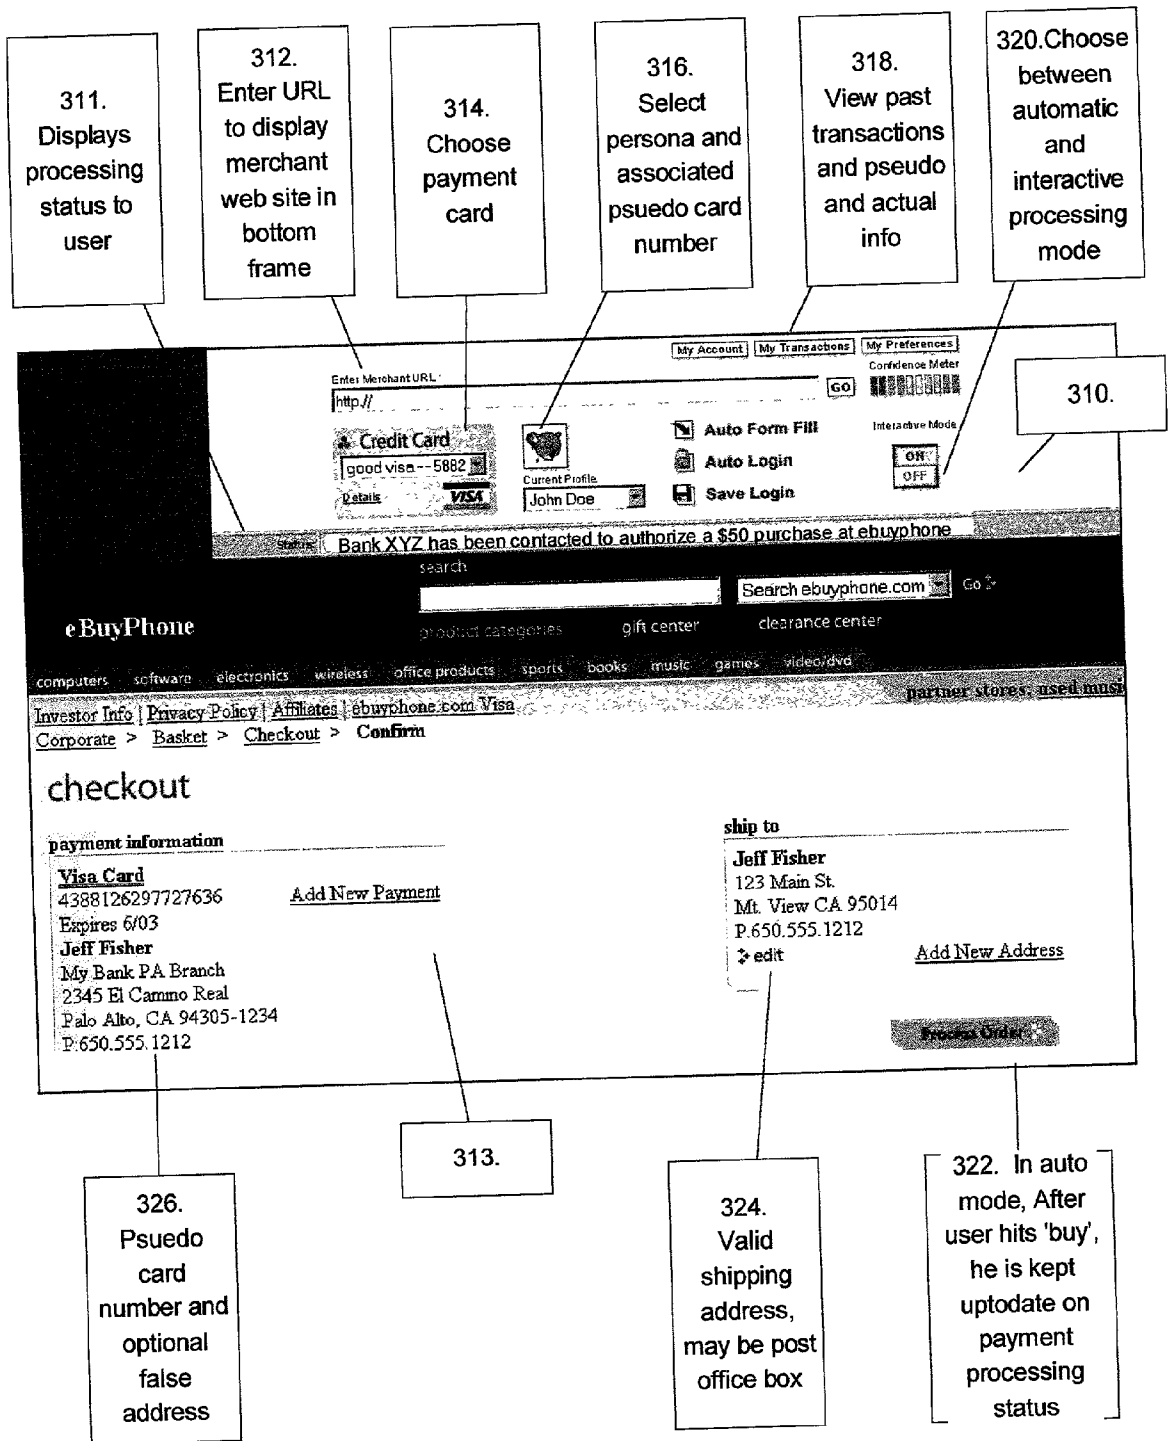 311.
Displays
processing
status to
user
312.
Enter URL
to display
merchant
web site in
bottom
frame
314.
Choose
payment
card
316.
Select
persona and
associated
psuedo card
number
318.
View past
transactions
and pseudo
and actual
info
320.Choose
between
automatic
and
interactive
processing
mode
310.
My Account My Transactions My Preferences
Enter Merchant URL :
Confidence Meter
http.//
GO
Credit Card
good visa--5882
Details
VISA
Current Profile
John Doe
Auto Form Fill
Auto Login
Save Login
Interactive Mode
ON
OFF
Status: Bank XYZ has been contacted to authorize a $50 purchase at ebuyphone
search
Search ebuyphone.com Go
eBuyPhone
product categories gift center clearance center
computers software electronics wireless office products sports books music games video/dvd
partner stores; used musi
Investor Info | Privacy Policy | Affiliates | ebuyphone.com Visa
Corporate > Basket > Checkout > Confirm
checkout
payment information
Visa Card
4388126297727636 Add New Payment
Expires 6/03
Jeff Fisher
My Bank PA Branch
2345 El Cammo Real
Palo Alto, CA 94305-1234
P:650.555.1212
ship to
Jeff Fisher
123 Main St.
Mt. View CA 95014
P.650.555.1212
edit Add New Address
Process Order
326.
Psuedo
card
number and
optional
false
address
313.
324.
Valid
shipping
address,
may be post
office box
322. In auto
mode, After
user hits 'buy',
he is kept
uptodate on
payment
processing
status